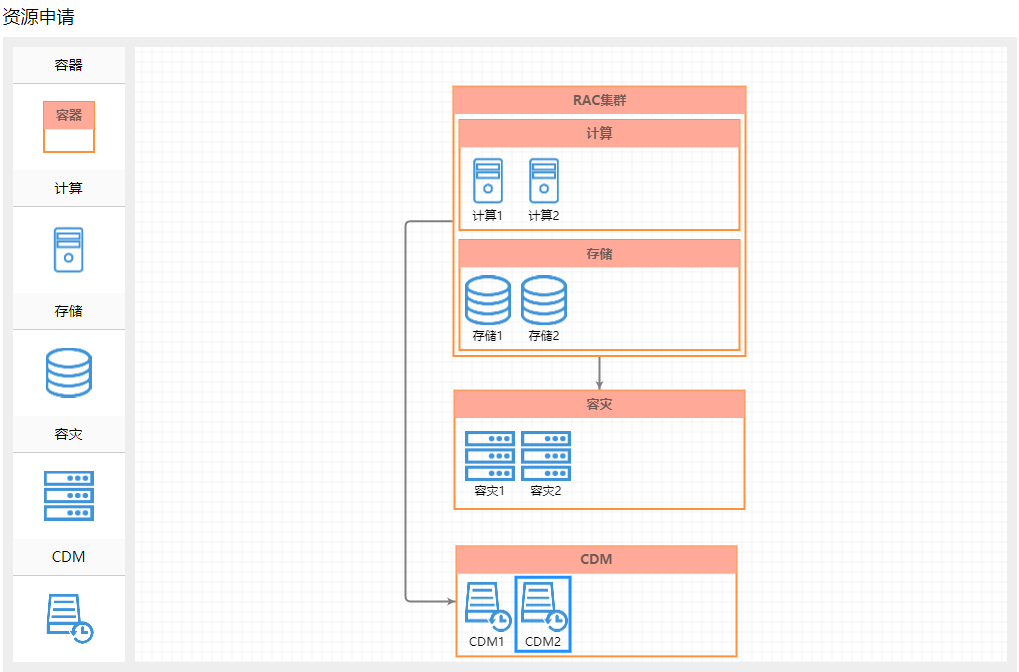 资源申请
容器
容器
计算
存储
容灾
CDM
RAC集群
计算
计算1 计算2
存储
存储1 存储2
容灾
容灾1 容灾2
CDM
CDM1 CDM2